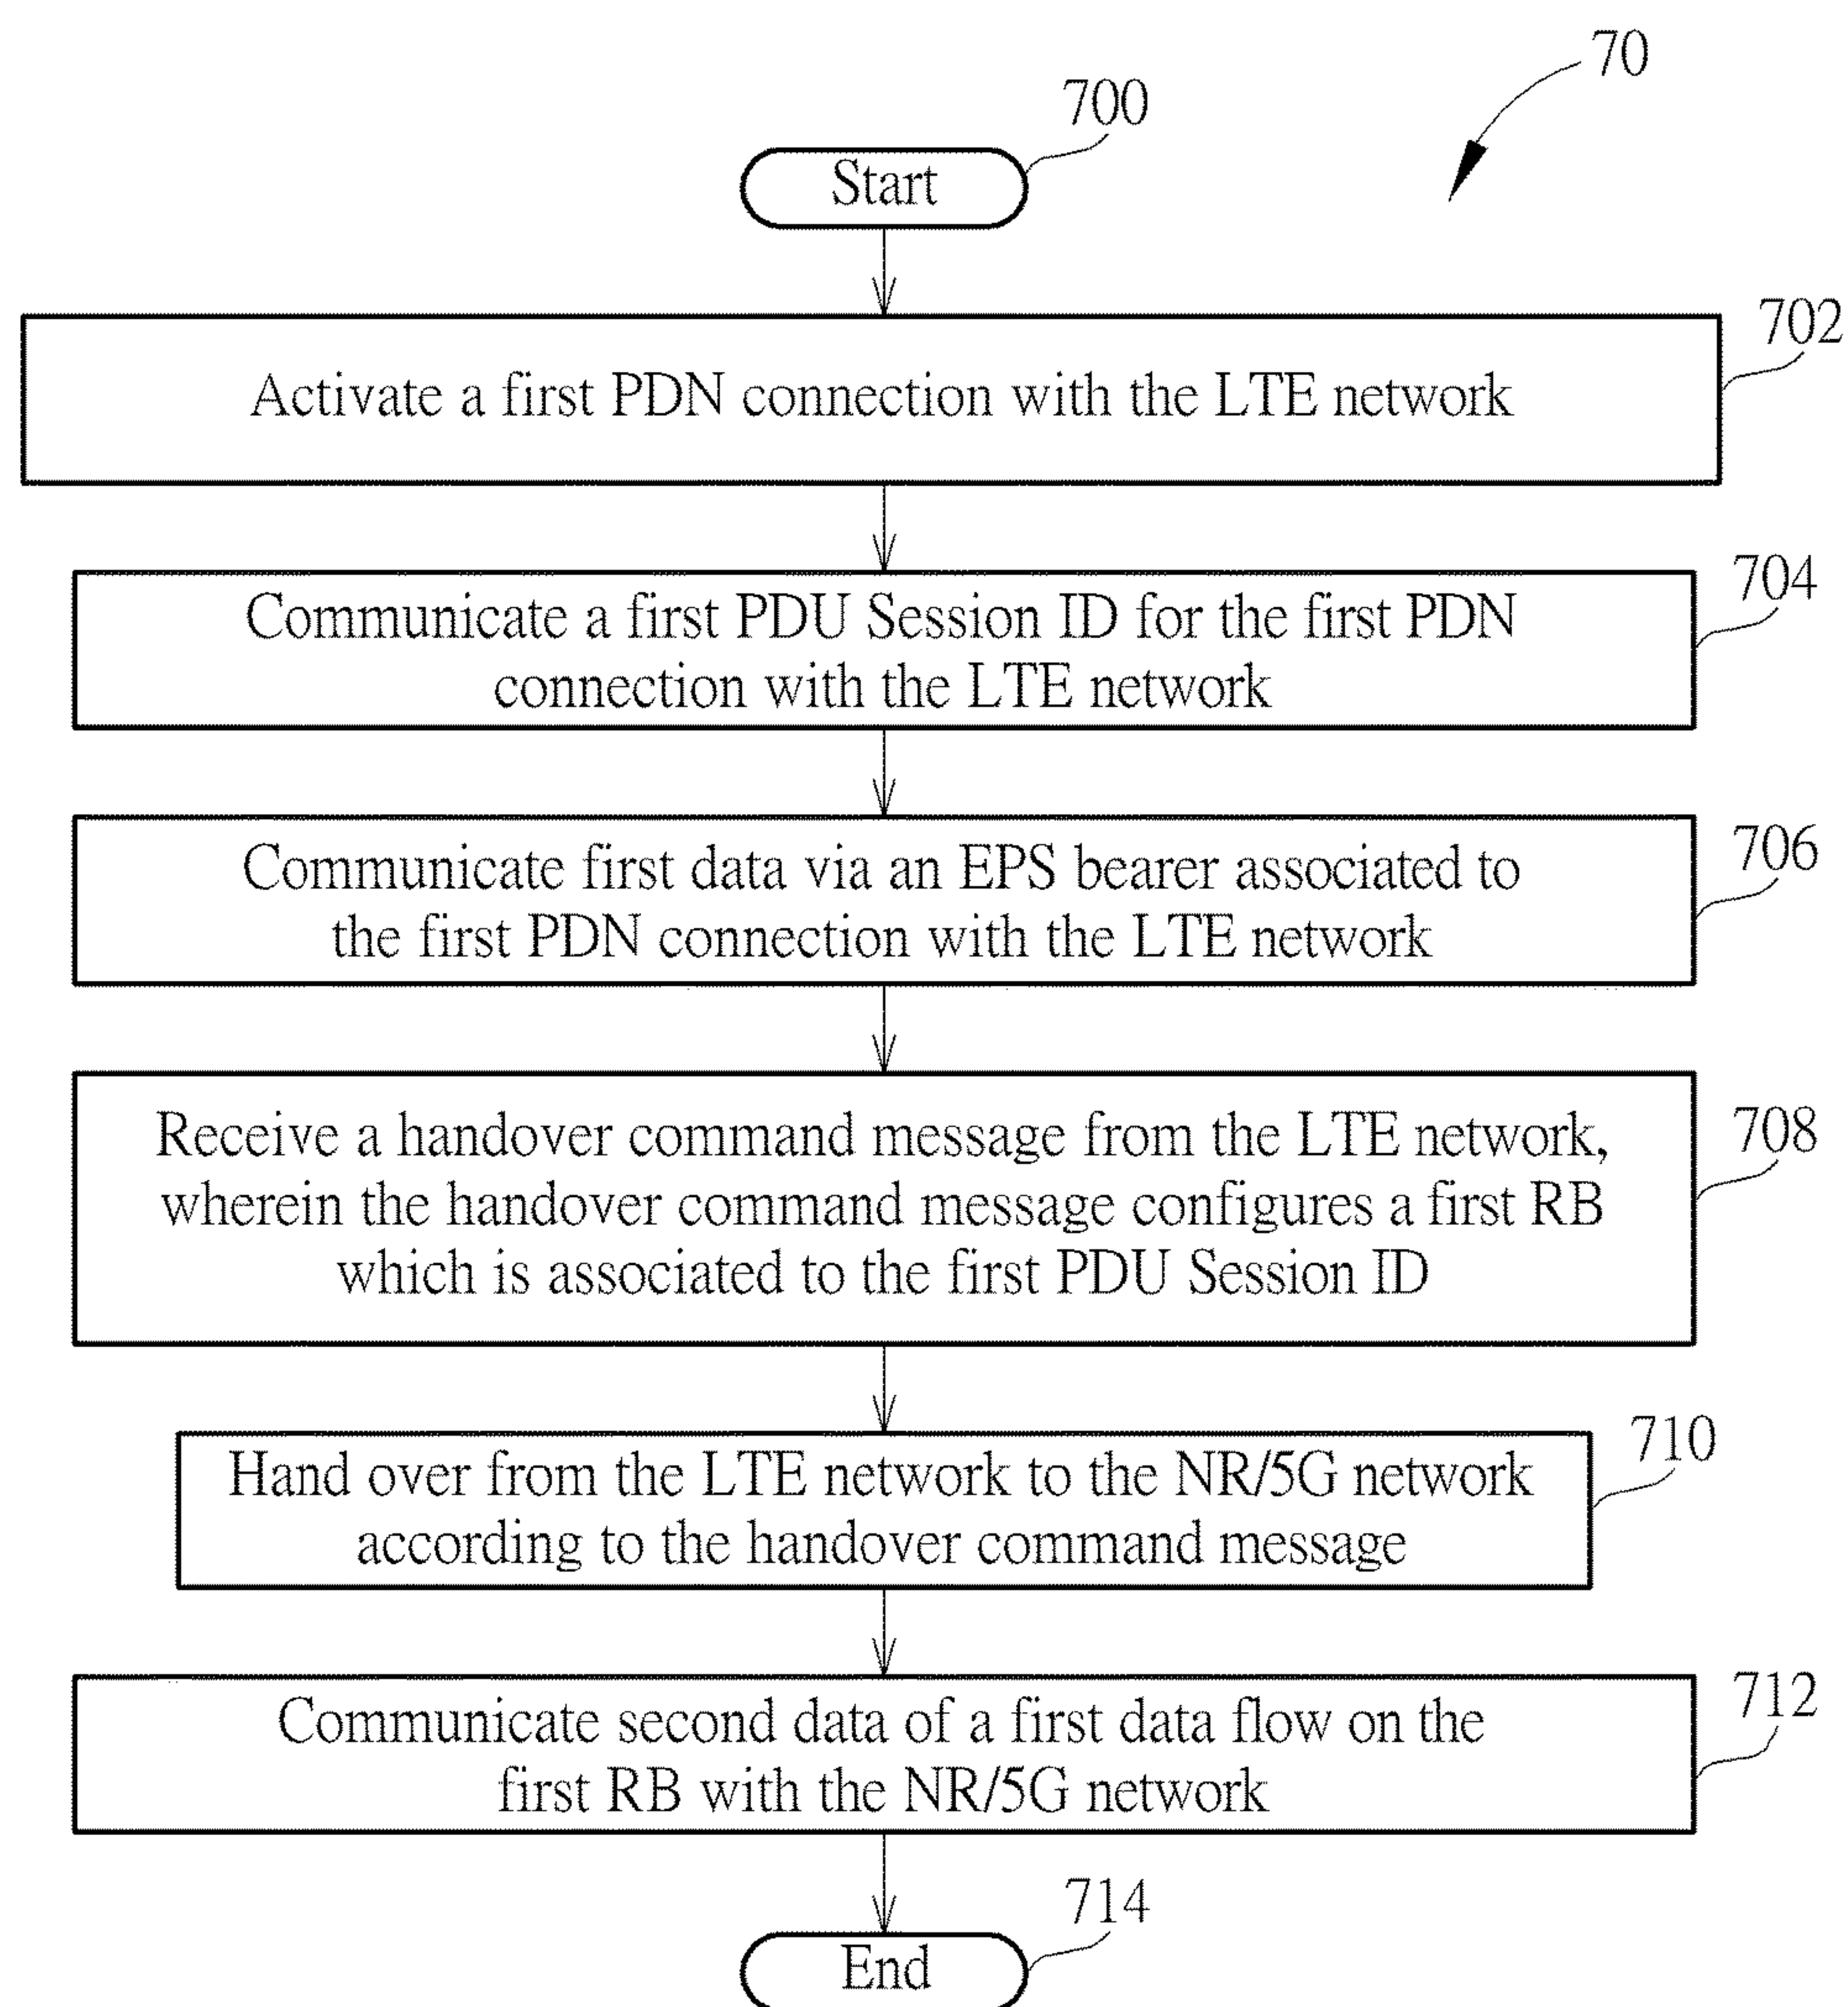 70
700
Start
702
Activate a first PDN connection with the LTE network
704
Communicate a first PDU Session ID for the first PDN
connection with the LTE network
706
Communicate first data via an EPS bearer associated to
the first PDN connection with the LTE network
708
Receive a handover command message from the LTE network,
wherein the handover command message configures a first RB
which is associated to the first PDU Session ID
710
Hand over from the LTE network to the NR/5G network
according to the handover command message
712
Communicate second data of a first data flow on the
first RB with the NR/5G network
714
End